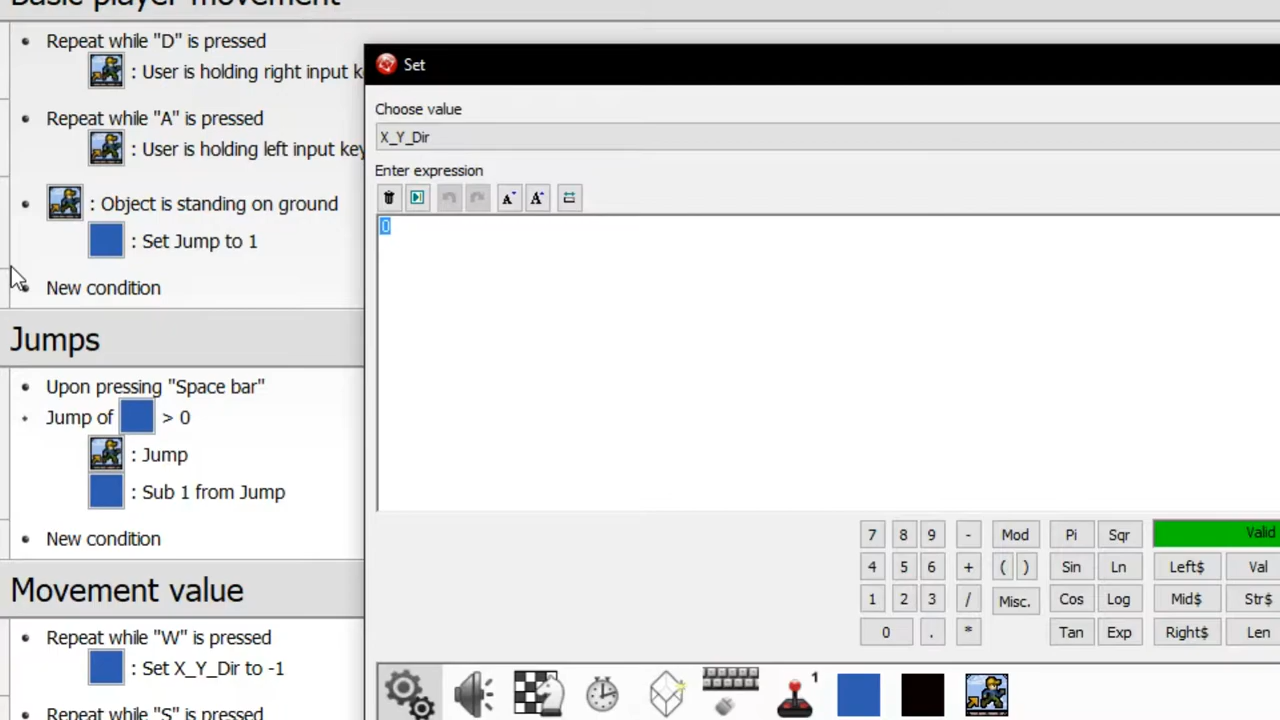 Basic player movement
Repeat while "D" is pressed
: User is holding right input k
Repeat while "A" is pressed
: User is holding left input key
: Object is standing on ground
: Set Jump to 1
New condition
Jumps
Upon pressing "Space bar"
Jump of > 0
: Jump
: Sub 1 from Jump
New condition
Movement value
Repeat while "W" is pressed
: Set X_Y_Dir to -1
Repeat while "S" is pressed
Set
Choose value
X_Y_Dir
Enter expression
A A
0
7 8 9 - Mod Pi Sqr Valid
4 5 6 + ( ) Sin Ln Left$ Val
1 2 3 / Misc. Cos Log Mid$ Str$
0 . * Tan Exp Right$ Len
1